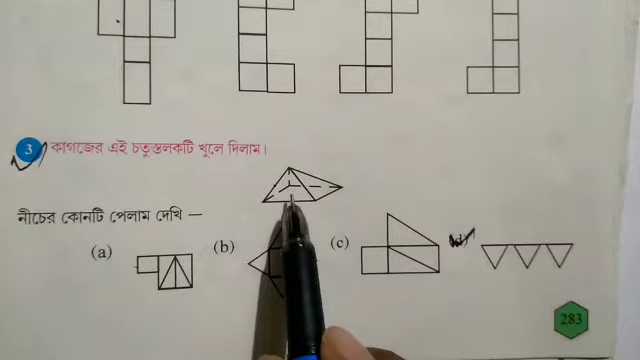 3 কাগজের এই চতুস্তলকটি খুলে দিলাম।
নীচের কোনটি পেলাম দেখি —
(a) (b) (c) (d)
283